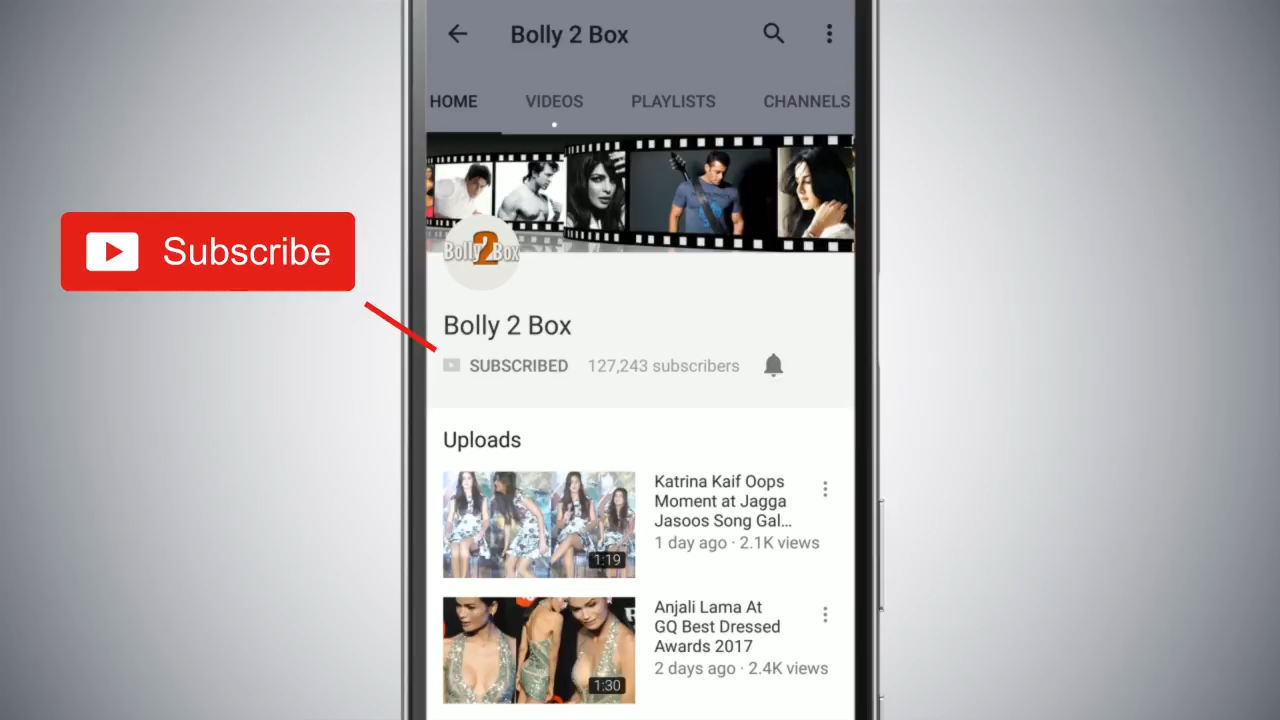 Bolly 2 Box
HOME VIDEOS PLAYLISTS CHANNELS
Bolly 2 Box
Subscribe
Bolly 2 Box
SUBSCRIBED 127,243 subscribers
Uploads
Katrina Kaif Oops
Moment at Jagga
Jasoos Song Gal...
1 day ago · 2.1K views
1:19
Anjali Lama At
GQ Best Dressed
Awards 2017
2 days ago · 2.4K views
1:30